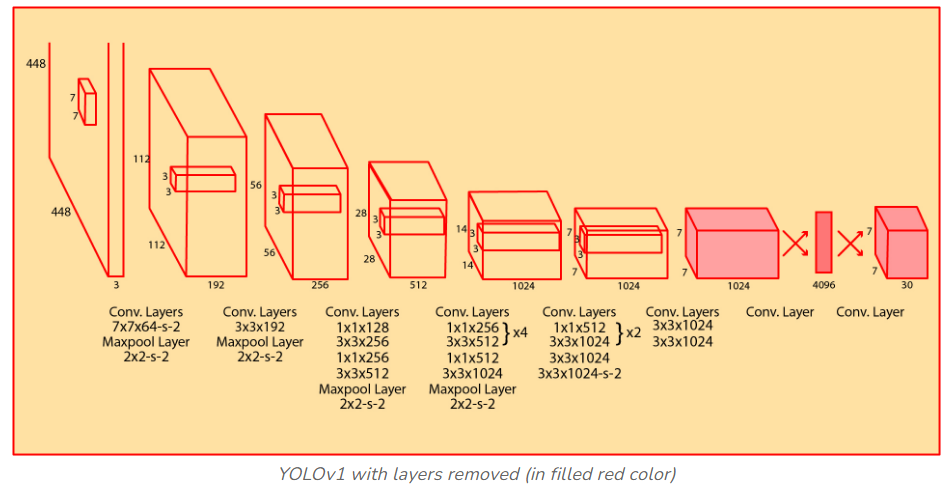 448
7
7
448
3
112
3
3
112
192
56
3
3
56
256
28
3
3
28
512
14
3
3
14
1024
7
3
3
7
1024
7
7
1024
4096
7
7
30
Conv. Layers
7x7x64-s-2
Maxpool Layer
2x2-s-2
Conv. Layers
3x3x192
Maxpool Layer
2x2-s-2
Conv. Layers
1x1x128
3x3x256
1x1x256
3x3x512
Maxpool Layer
2x2-s-2
Conv. Layers
1x1x256
3x3x512
}x4
1x1x512
3x3x1024
Maxpool Layer
2x2-s-2
Conv. Layers
1x1x512
3x3x1024
}x2
3x3x1024
3x3x1024-s-2
Conv. Layers
3x3x1024
3x3x1024
Conv. Layer
Conv. Layer
YOLOv1 with layers removed (in filled red color)